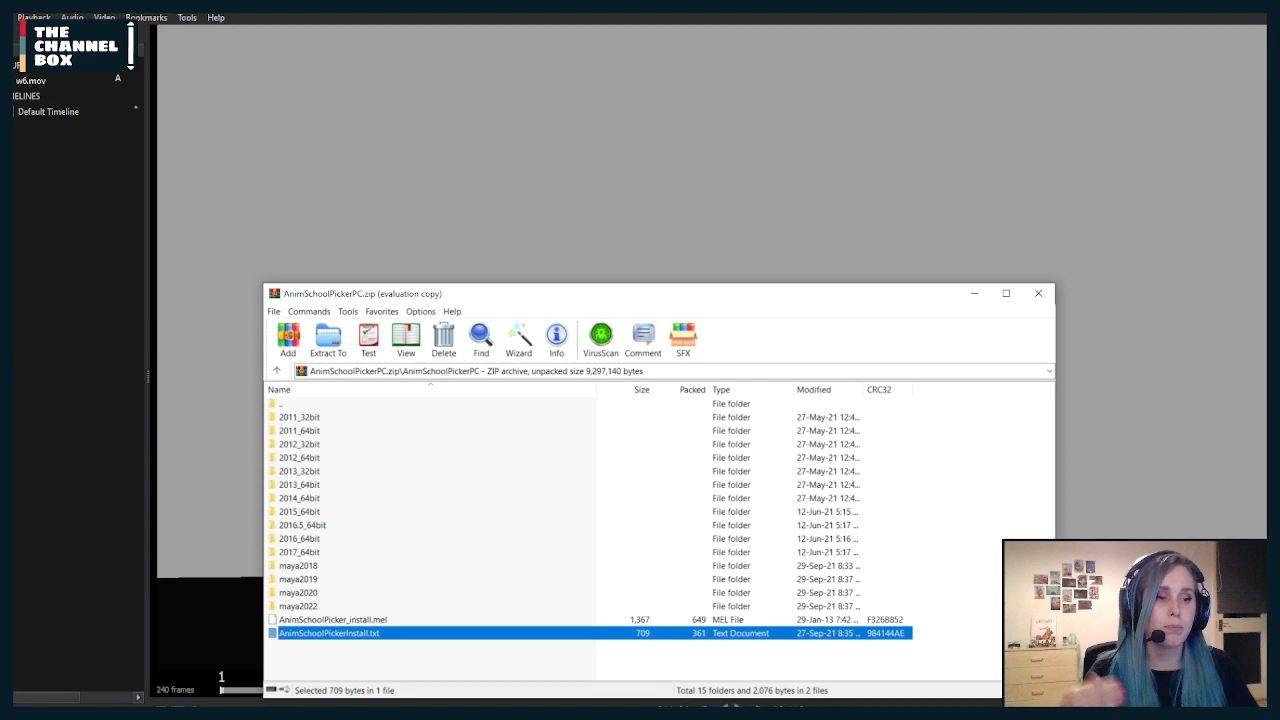 Playback Audio Video Bookmarks Tools Help
THE
CHANNEL
BOX
w6.mov A
Default Timeline
AnimSchoolPickerPC.zip (evaluation copy)
File Commands Tools Favorites Options Help
Add Extract To Test View Delete Find Wizard Info VirusScan Comment SFX
AnimSchoolPickerPC.zip\AnimSchoolPickerPC - ZIP archive, unpacked size 9,297,140 bytes
Name Size Packed Type Modified CRC32
.. File folder
2011_32bit File folder 27-May-21 12:4...
2011_64bit File folder 27-May-21 12:4...
2012_32bit File folder 27-May-21 12:4...
2012_64bit File folder 27-May-21 12:4...
2013_32bit File folder 27-May-21 12:4...
2013_64bit File folder 27-May-21 12:4...
2014_64bit File folder 27-May-21 12:4...
2015_64bit File folder 12-Jun-21 5:15 ...
2016.5_64bit File folder 12-Jun-21 5:17 ...
2016_64bit File folder 12-Jun-21 5:16 ...
2017_64bit File folder 12-Jun-21 5:17 ...
maya2018 File folder 29-Sep-21 8:33 ...
maya2019 File folder 29-Sep-21 8:37 ...
maya2020 File folder 29-Sep-21 8:37 ...
maya2022 File folder 29-Sep-21 8:37 ...
AnimSchoolPicker_install.mel 1,367 649 MEL File 29-Jan-13 7:42 ... F326B852
AnimSchoolPickerInstall.txt 709 361 Text Document 27-Sep-21 8:35 ... 984144AE
1
240 frames
Selected 709 bytes in 1 file Total 15 folders and 2,076 bytes in 2 files